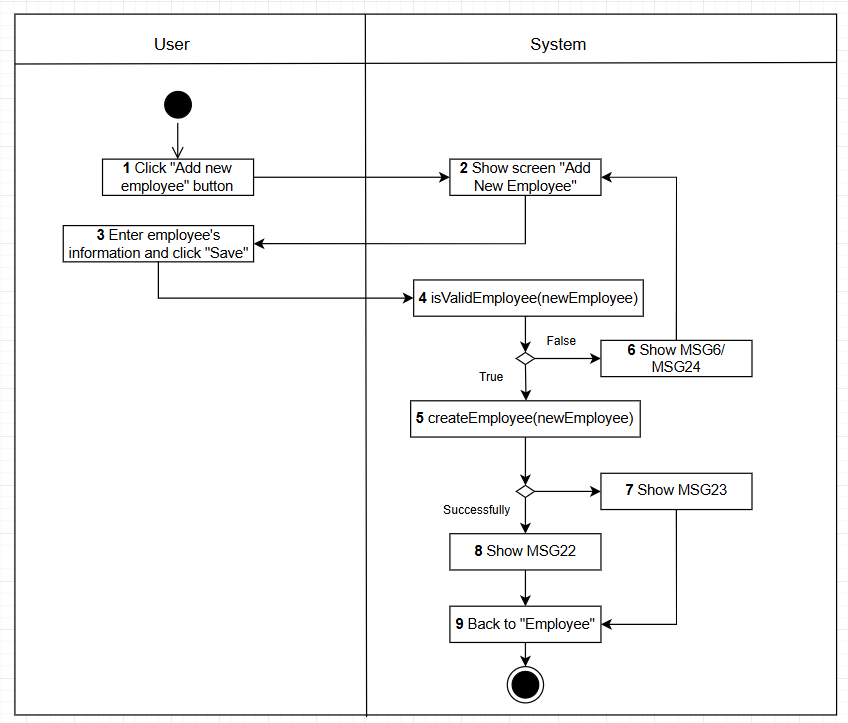 User
System
1 Click "Add new
employee" button
2 Show screen "Add
New Employee"
3 Enter employee's
information and click "Save"
4 isValidEmployee(newEmployee)
False
6 Show MSG6/
MSG24
True
5 createEmployee(newEmployee)
7 Show MSG23
Successfully
8 Show MSG22
9 Back to "Employee"